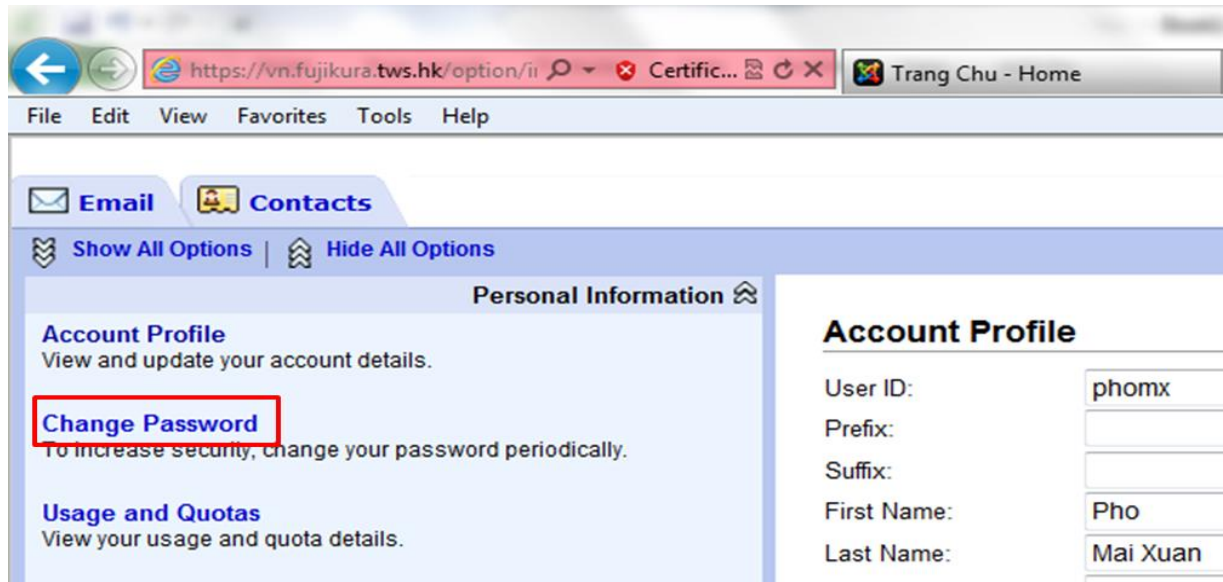 https://vn.fujikura.tws.hk/option/ii Certific... Trang Chu - Home
File Edit View Favorites Tools Help
Email Contacts
Show All Options | Hide All Options
Personal Information
Account Profile
View and update your account details.
Change Password
To increase security, change your password periodically.
Usage and Quotas
View your usage and quota details.
Account Profile
User ID: phomx
Prefix:
Suffix:
First Name: Pho
Last Name: Mai Xuan